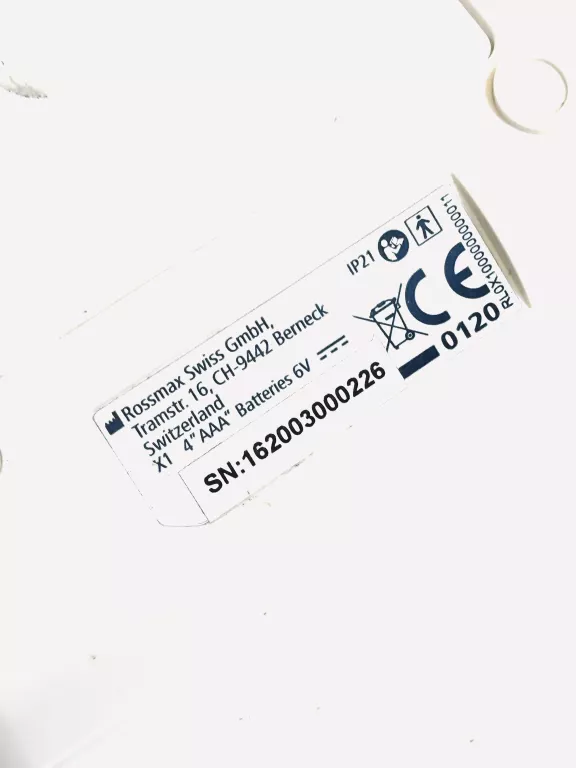 Rossmax Swiss GmbH,
Tramstr. 16, CH-9442 Berneck
Switzerland
X1 4"AAA" Batteries 6V
SN:162003000226
IP21
CE
0120
RL0X100000000000011